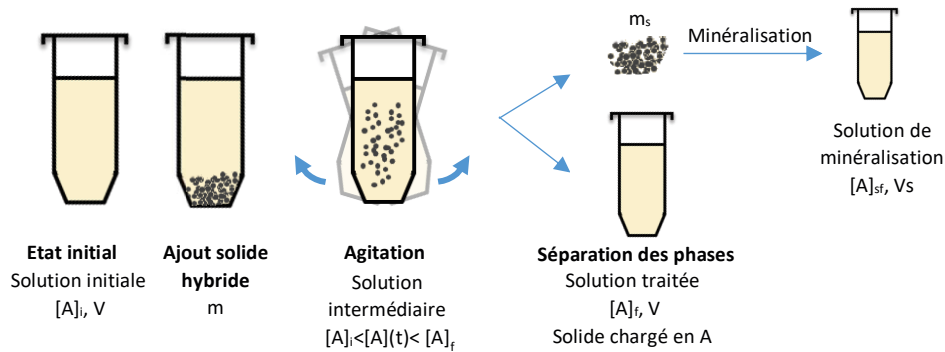 Etat initial
Solution initiale
[A]i, V
Ajout solide
hybride
m
Agitation
Solution
intermédiaire
[A]i<[A](t)< [A]f
ms
Minéralisation
Séparation des phases
Solution traitée
[A]f, V
Solide chargé en A
Solution de
minéralisation
[A]sf, Vs